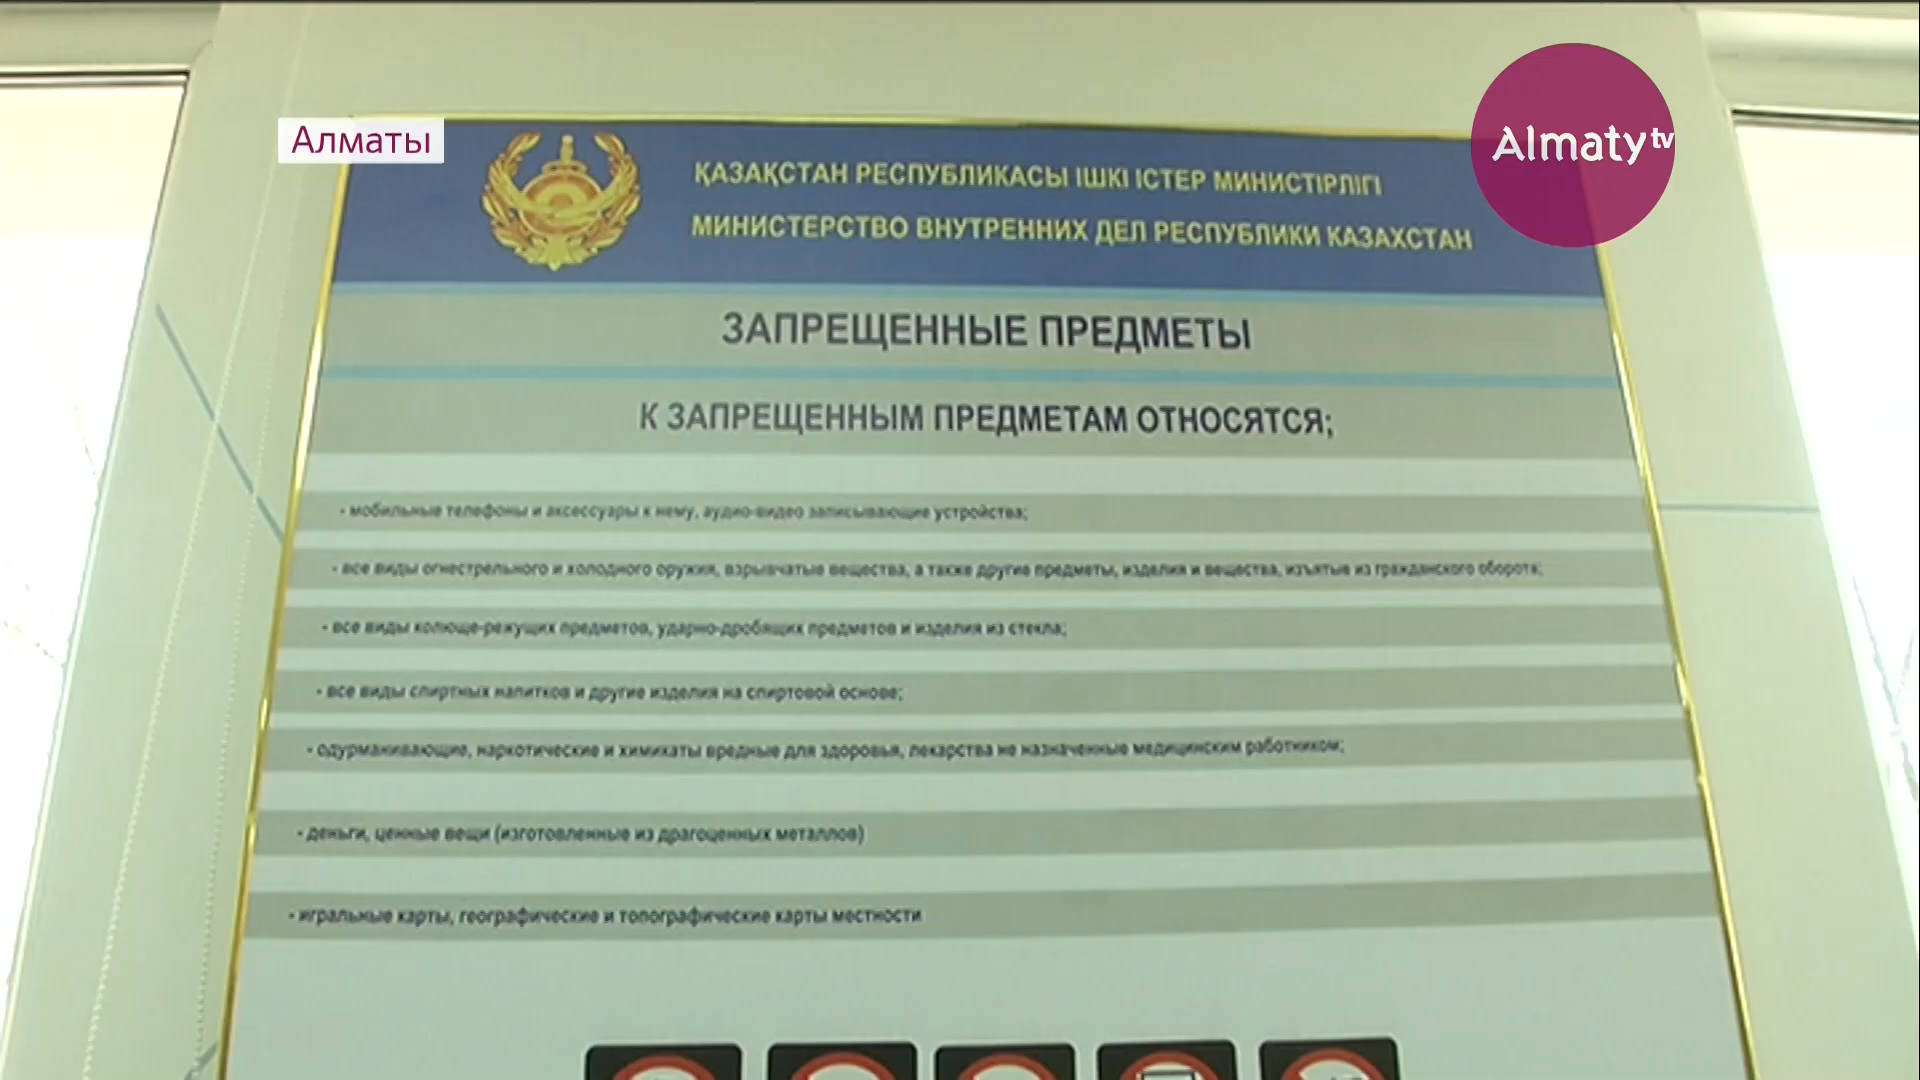 Алматы
Almaty tv
ҚАЗАҚСТАН РЕСПУБЛИКАСЫ ІШКІ ІСТЕР МИНИСТІРЛІГІ
МИНИСТЕРСТВО ВНУТРЕННИХ ДЕЛ РЕСПУБЛИКИ КАЗАХСТАН
ЗАПРЕЩЕННЫЕ ПРЕДМЕТЫ
К ЗАПРЕЩЕННЫМ ПРЕДМЕТАМ ОТНОСЯТСЯ;
- мобильные телефоны и аксессуары к нему, аудио-видео записывающие устройства;
- все виды огнестрельного и холодного оружия, взрывчатые вещества, а также другие предметы, изделия и вещества, изъятые из гражданского оборота;
- все виды колюще-режущих предметов, ударно-дробящих предметов и изделия из стекла;
- все виды спиртных напитков и другие изделия на спиртовой основе;
- одурманивающие, наркотические и химикаты вредные для здоровья, лекарства не назначенные медицинским работником;
- деньги, ценные вещи (изготовленные из драгоценных металлов)
- игральные карты, географические и топографические карты местности